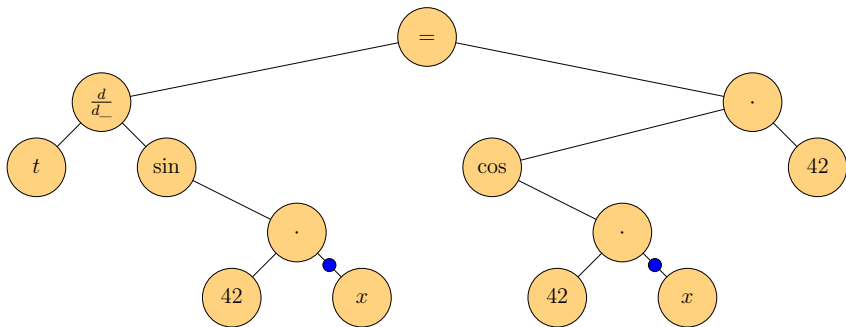 =
d/d_ ·
t sin cos 42
· ·
42 x 42 x